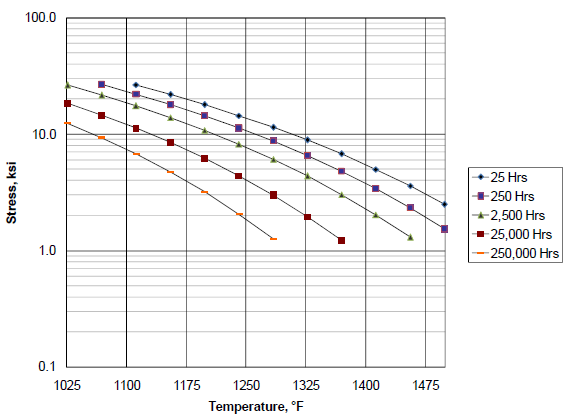 100.0
10.0
1.0
0.1
Stress, ksi
1025 1100 1175 1250 1325 1400 1475
Temperature, °F
25 Hrs
250 Hrs
2,500 Hrs
25,000 Hrs
250,000 Hrs